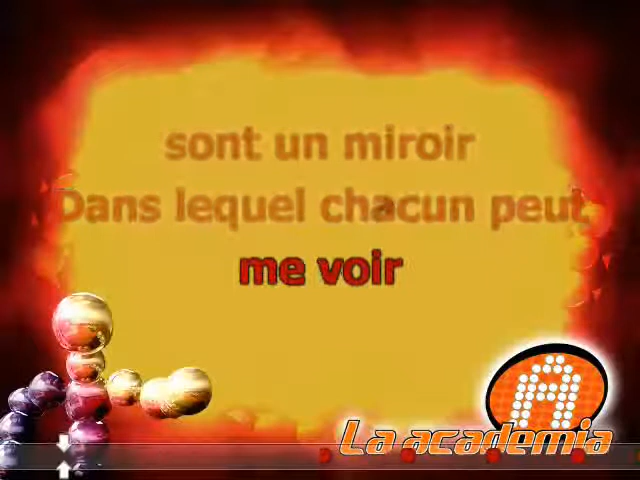 sont un miroir
Dans lequel chacun peut
me voir
A
La academia